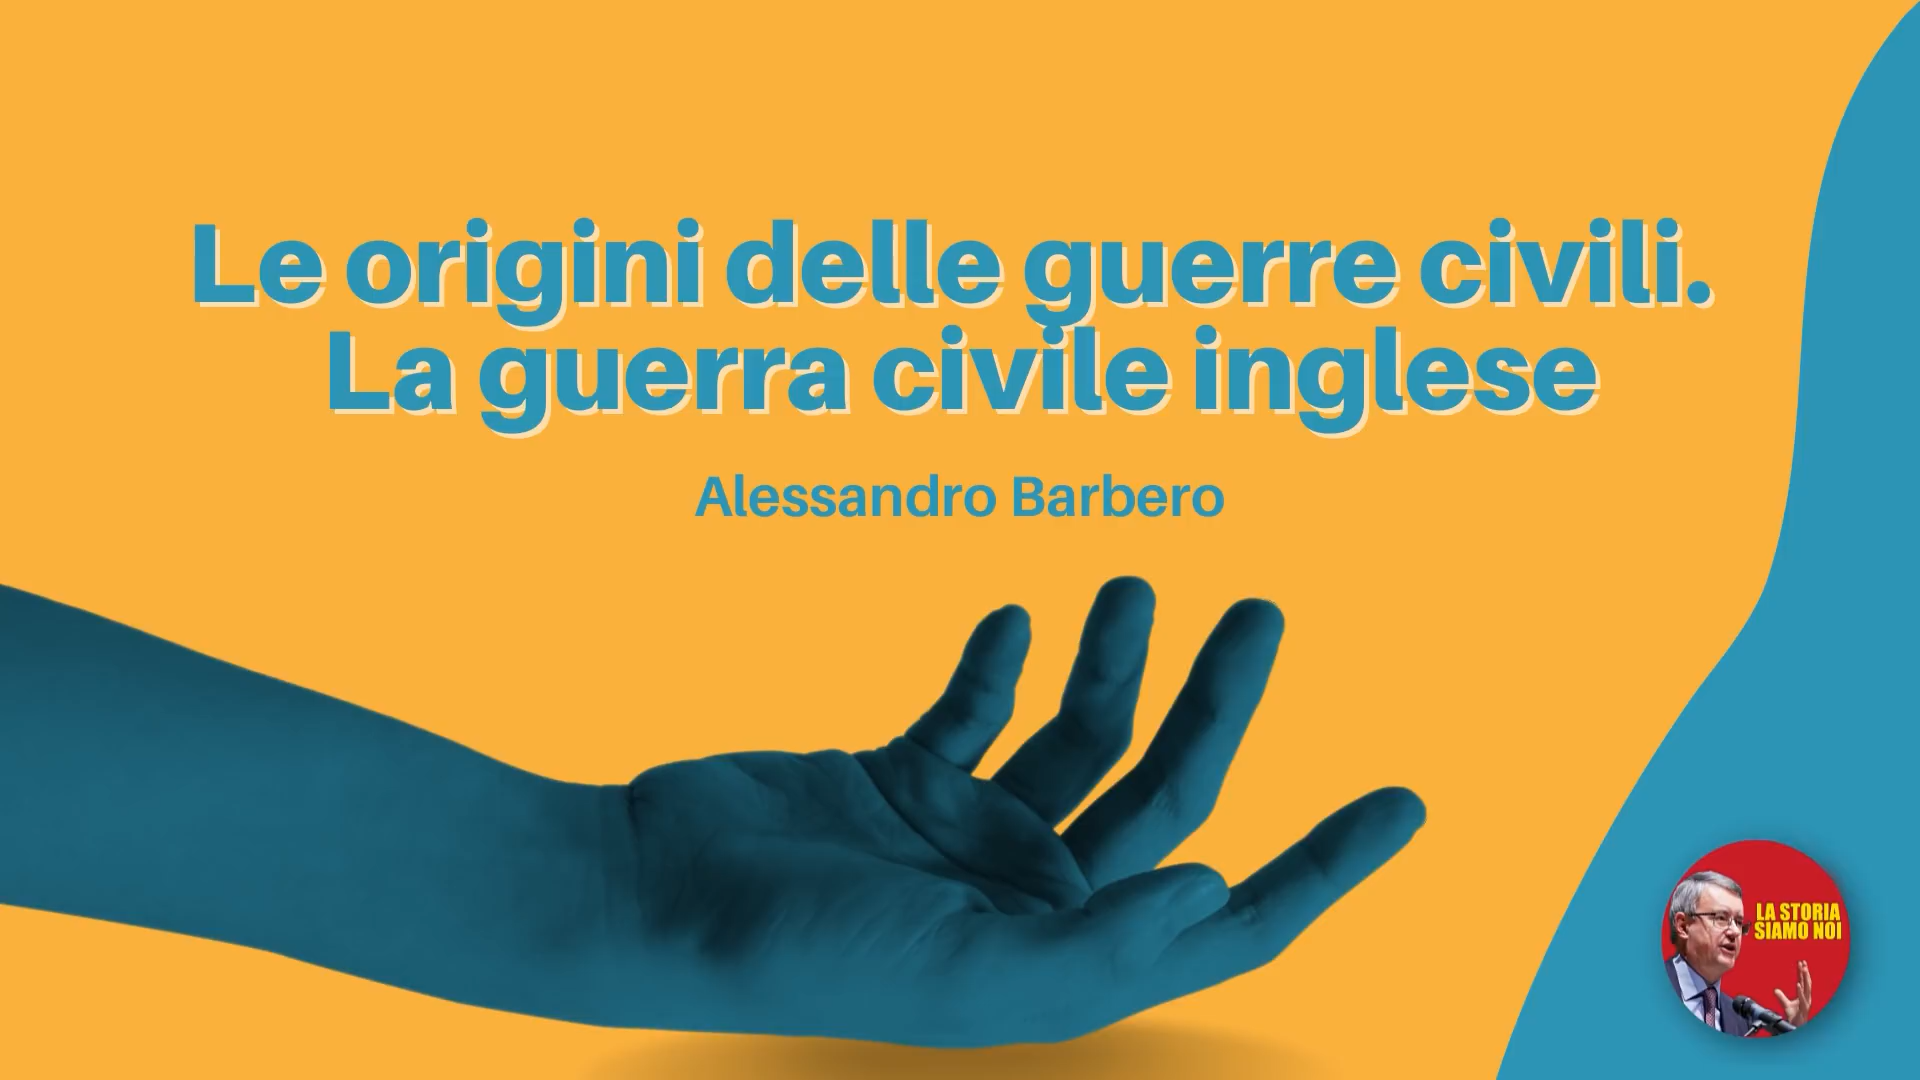 Le origini delle guerre civili.
La guerra civile inglese
Alessandro Barbero
LA STORIA
SIAMO NOI